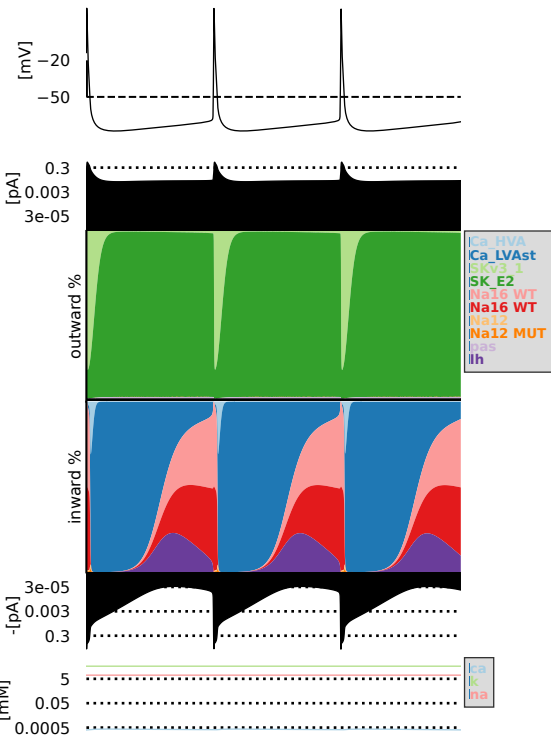 [mV]
−20
−50
[pA]
0.3
0.003
3e-05
outward %
Ca_HVA
Ca_LVAst
SKv3_1
SK_E2
Na16 WT
Na16 WT
Na12
Na12 MUT
pas
Ih
inward %
-[pA]
3e-05
0.003
0.3
[mM]
5
0.05
0.0005
ca
k
na